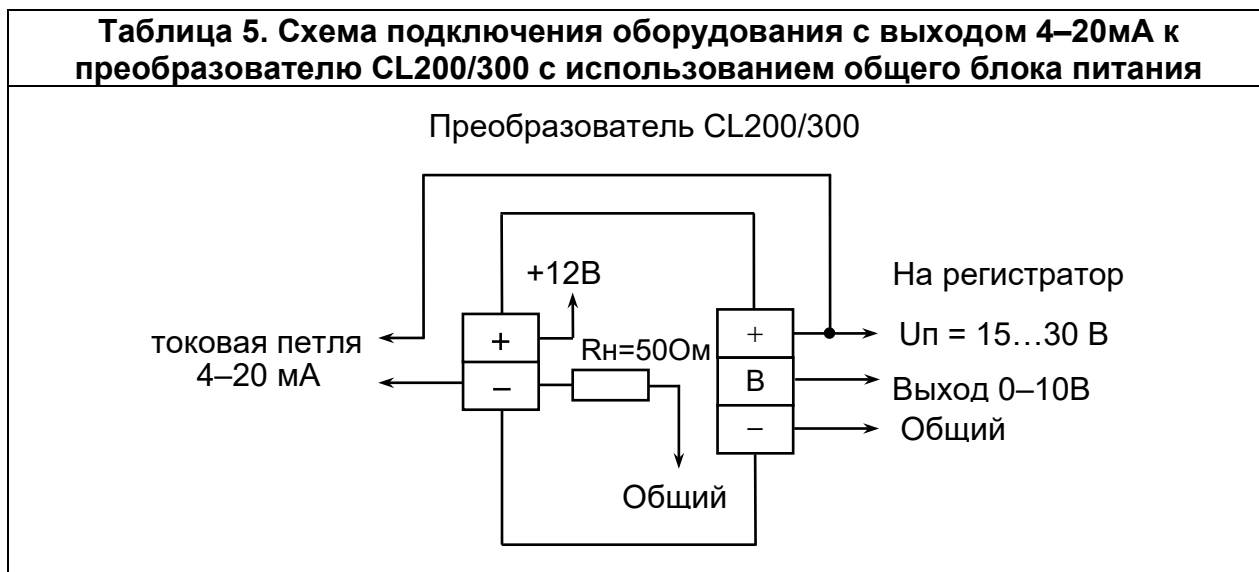 Таблица 5. Схема подключения оборудования с выходом 4–20мА к
преобразователю CL200/300 с использованием общего блока питания
Преобразователь CL200/300
+12В
На регистратор
токовая петля
4–20 мА
+
−
Rн=50Ом
+
В
−
Uп = 15…30 В
Выход 0–10В
Общий
Общий